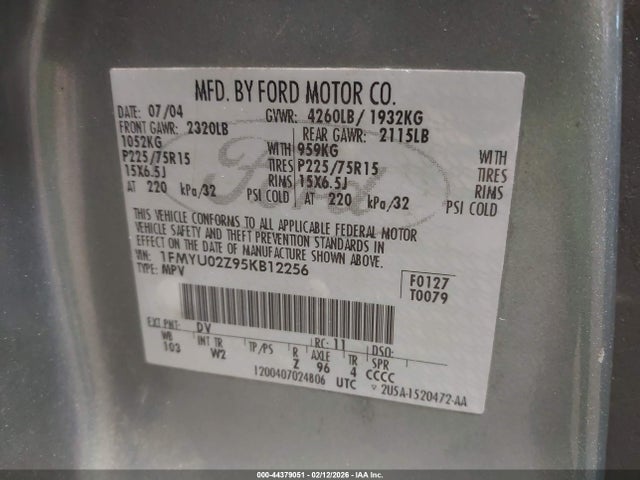 MFD. BY FORD MOTOR CO.
DATE: 07/04 GVWR: 4260LB/ 1932KG
FRONT GAWR: 2320LB REAR GAWR: 2115LB
1052KG WITH 959KG WITH
P225/75R15 TIRES P225/75R15 TIRES
15X6.5J RIMS 15X6.5J RIMS
AT 220 kPa/32 PSI COLD AT 220 kPa/32 PSI COLD
THIS VEHICLE CONFORMS TO ALL APPLICABLE FEDERAL MOTOR
VEHICLE SAFETY AND THEFT PREVENTION STANDARDS IN
EFFECT ON THE DATE OF MANUFACTURE SHOWN ABOVE.
VIN: 1FMYU02Z95KB12256 F0127
TYPE: MPV T0079
EXT PNT: DV RC: 11 DSO:
WB INT TR TP/PS R AXLE TR SPR
103 W2 Z 96 4 CCCC
1200407024806 UTC 2U5A-1520472-AA
Ford
000-44379051 - 02/12/2026 - IAA Inc.